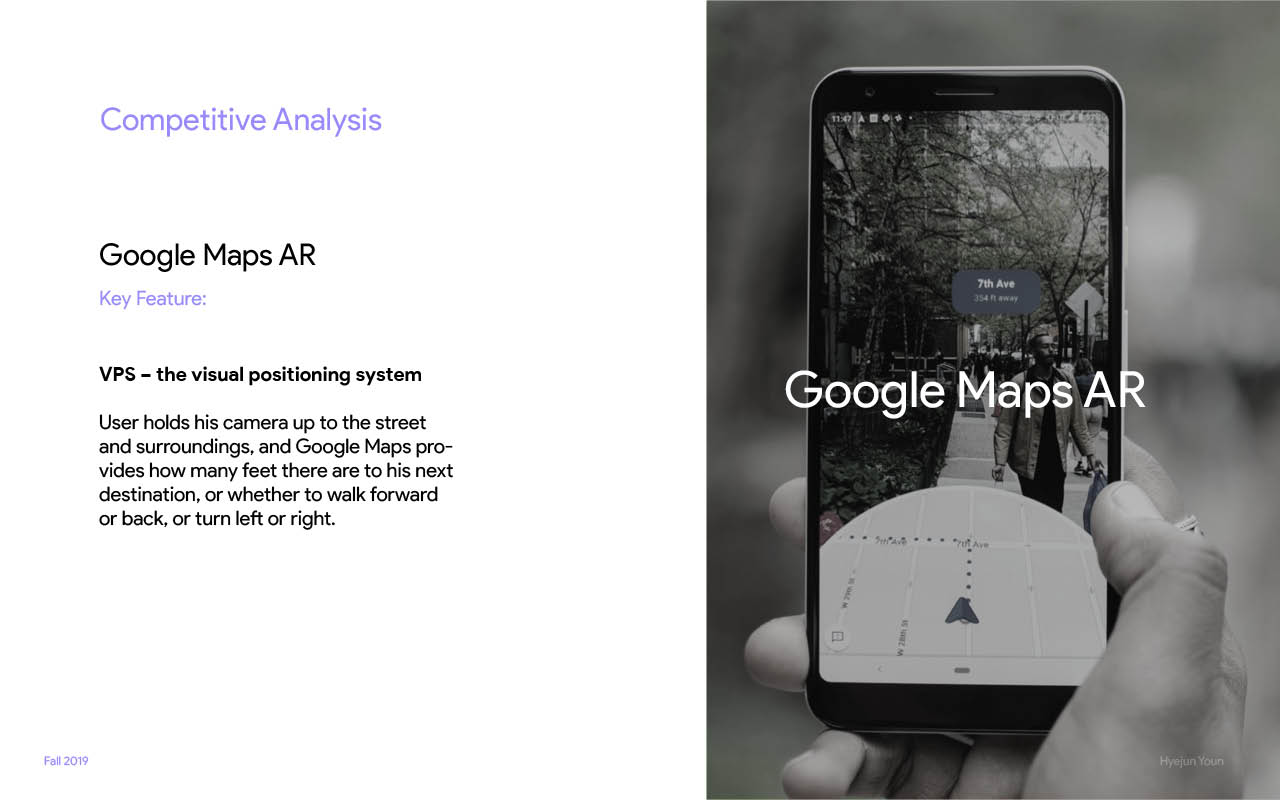 Competitive Analysis
Google Maps AR
Key Feature:
VPS – the visual positioning system
User holds his camera up to the street
and surroundings, and Google Maps pro-
vides how many feet there are to his next
destination, or whether to walk forward
or back, or turn left or right.
Fall 2019
11:47
7th Ave
354 ft away
Google Maps AR
7th Ave
7th Ave
W 29th St
W 28th St
Hyejun Youn